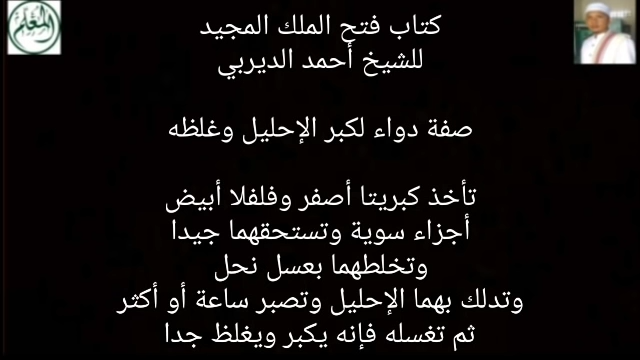 المعلم
كتاب فتح الملك المجيد
للشيخ أحمد الديربي
صفة دواء لكبر الإحليل وغلظه
تأخذ كبريتا أصفر وفلفلا أبيض
أجزاء سوية وتستحقهما جيدا
وتخلطهما بعسل نحل
وتدلك بهما الإحليل وتصبر ساعة أو أكثر
ثم تغسله فإنه يكبر ويغلظ جدا